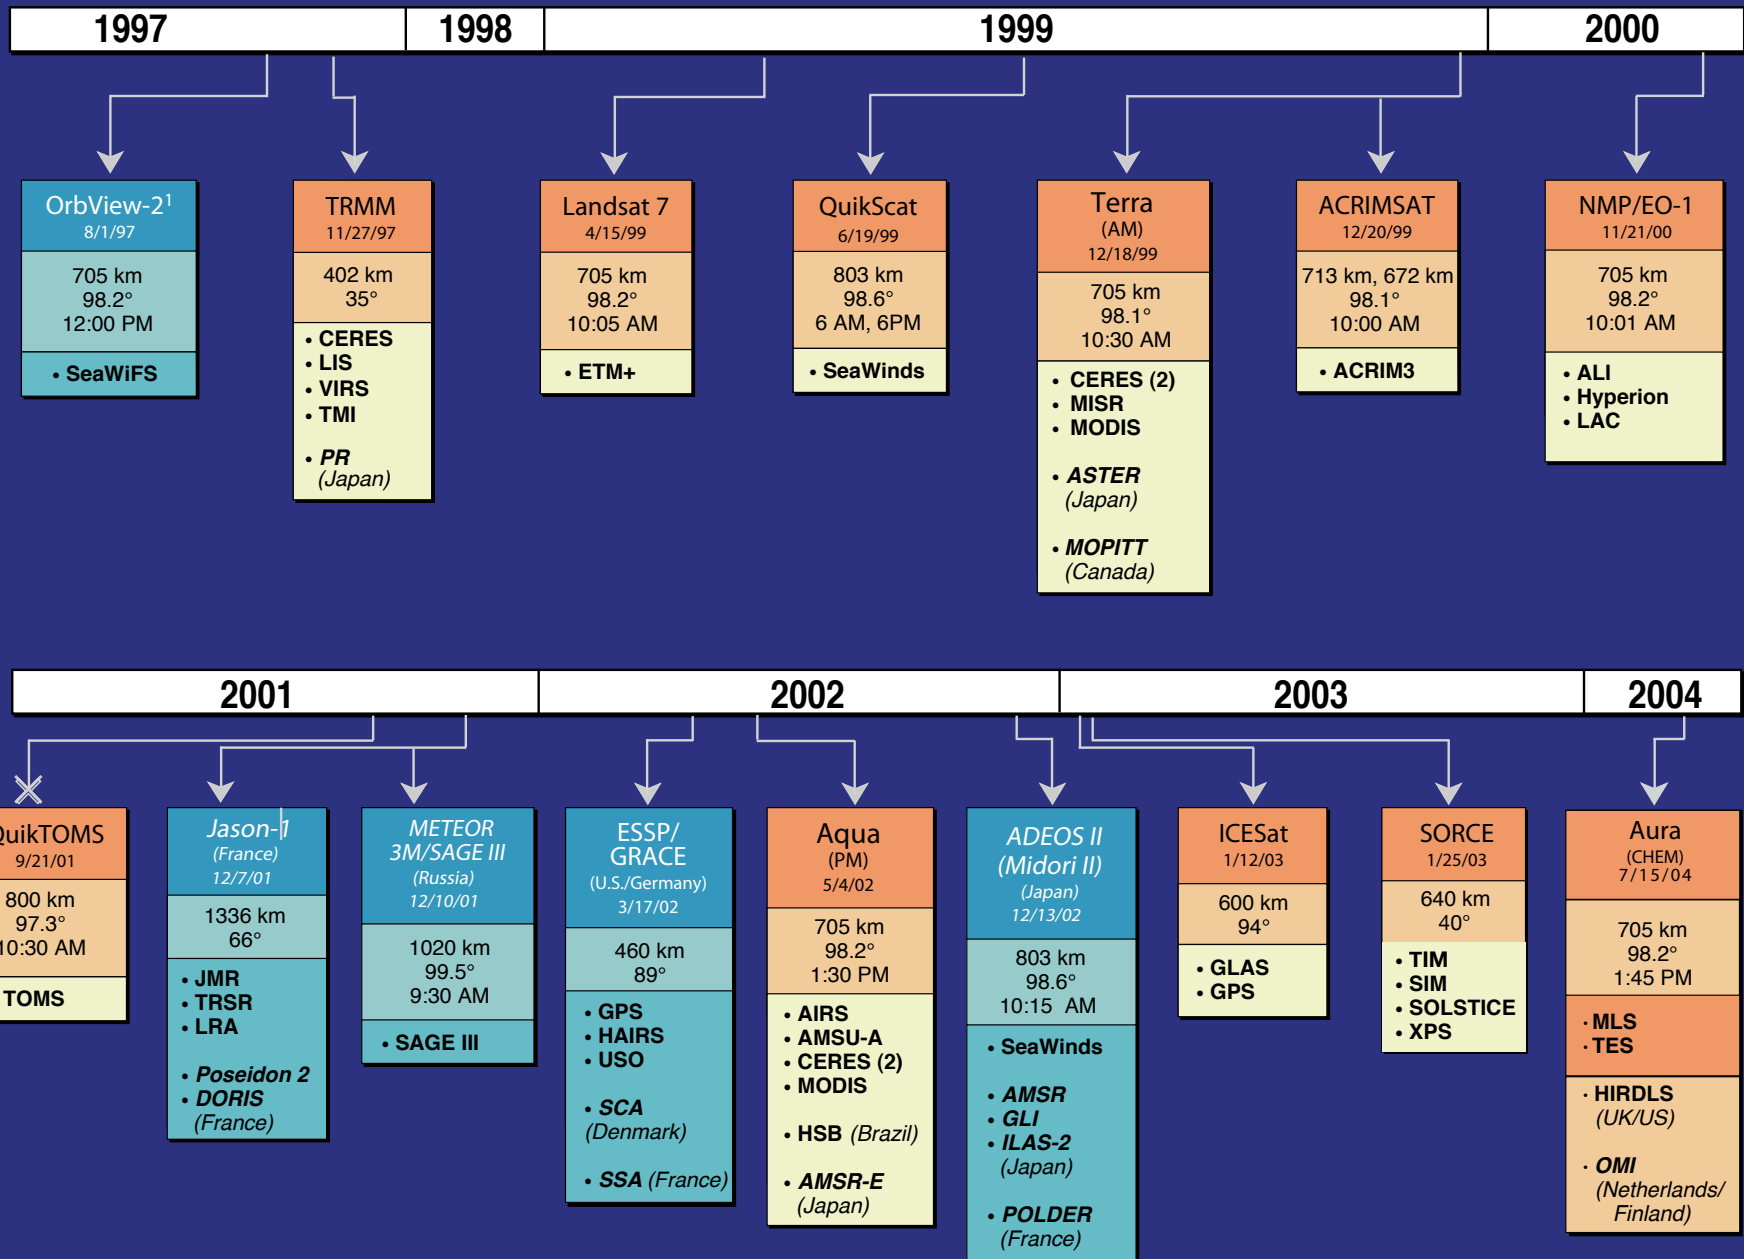 1997 1998 1999 2000
OrbView-2¹
8/1/97
705 km
98.2°
12:00 PM
• SeaWiFS
TRMM
11/27/97
402 km
35°
• CERES
• LIS
• VIRS
• TMI
• PR
(Japan)
Landsat 7
4/15/99
705 km
98.2°
10:05 AM
• ETM+
QuikScat
6/19/99
803 km
98.6°
6 AM, 6PM
• SeaWinds
Terra
(AM)
12/18/99
705 km
98.1°
10:30 AM
• CERES (2)
• MISR
• MODIS
• ASTER
(Japan)
• MOPITT
(Canada)
ACRIMSAT
12/20/99
713 km, 672 km
98.1°
10:00 AM
• ACRIM3
NMP/EO-1
11/21/00
705 km
98.2°
10:01 AM
• ALI
• Hyperion
• LAC
2001 2002 2003 2004
QuikTOMS
9/21/01
800 km
97.3°
10:30 AM
TOMS
Jason-1
(France)
12/7/01
1336 km
66°
• JMR
• TRSR
• LRA
• Poseidon 2
• DORIS
(France)
METEOR
3M/SAGE III
(Russia)
12/10/01
1020 km
99.5°
9:30 AM
• SAGE III
ESSP/
GRACE
(U.S./Germany)
3/17/02
460 km
89°
• GPS
• HAIRS
• USO
• SCA
(Denmark)
• SSA (France)
Aqua
(PM)
5/4/02
705 km
98.2°
1:30 PM
• AIRS
• AMSU-A
• CERES (2)
• MODIS
• HSB (Brazil)
• AMSR-E
(Japan)
ADEOS II
(Midori II)
(Japan)
12/13/02
803 km
98.6°
10:15 AM
• SeaWinds
• AMSR
• GLI
• ILAS-2
(Japan)
• POLDER
(France)
ICESat
1/12/03
600 km
94°
• GLAS
• GPS
SORCE
1/25/03
640 km
40°
• TIM
• SIM
• SOLSTICE
• XPS
Aura
(CHEM)
7/15/04
705 km
98.2°
1:45 PM
· MLS
· TES
· HIRDLS
(UK/US)
· OMI
(Netherlands/
Finland)